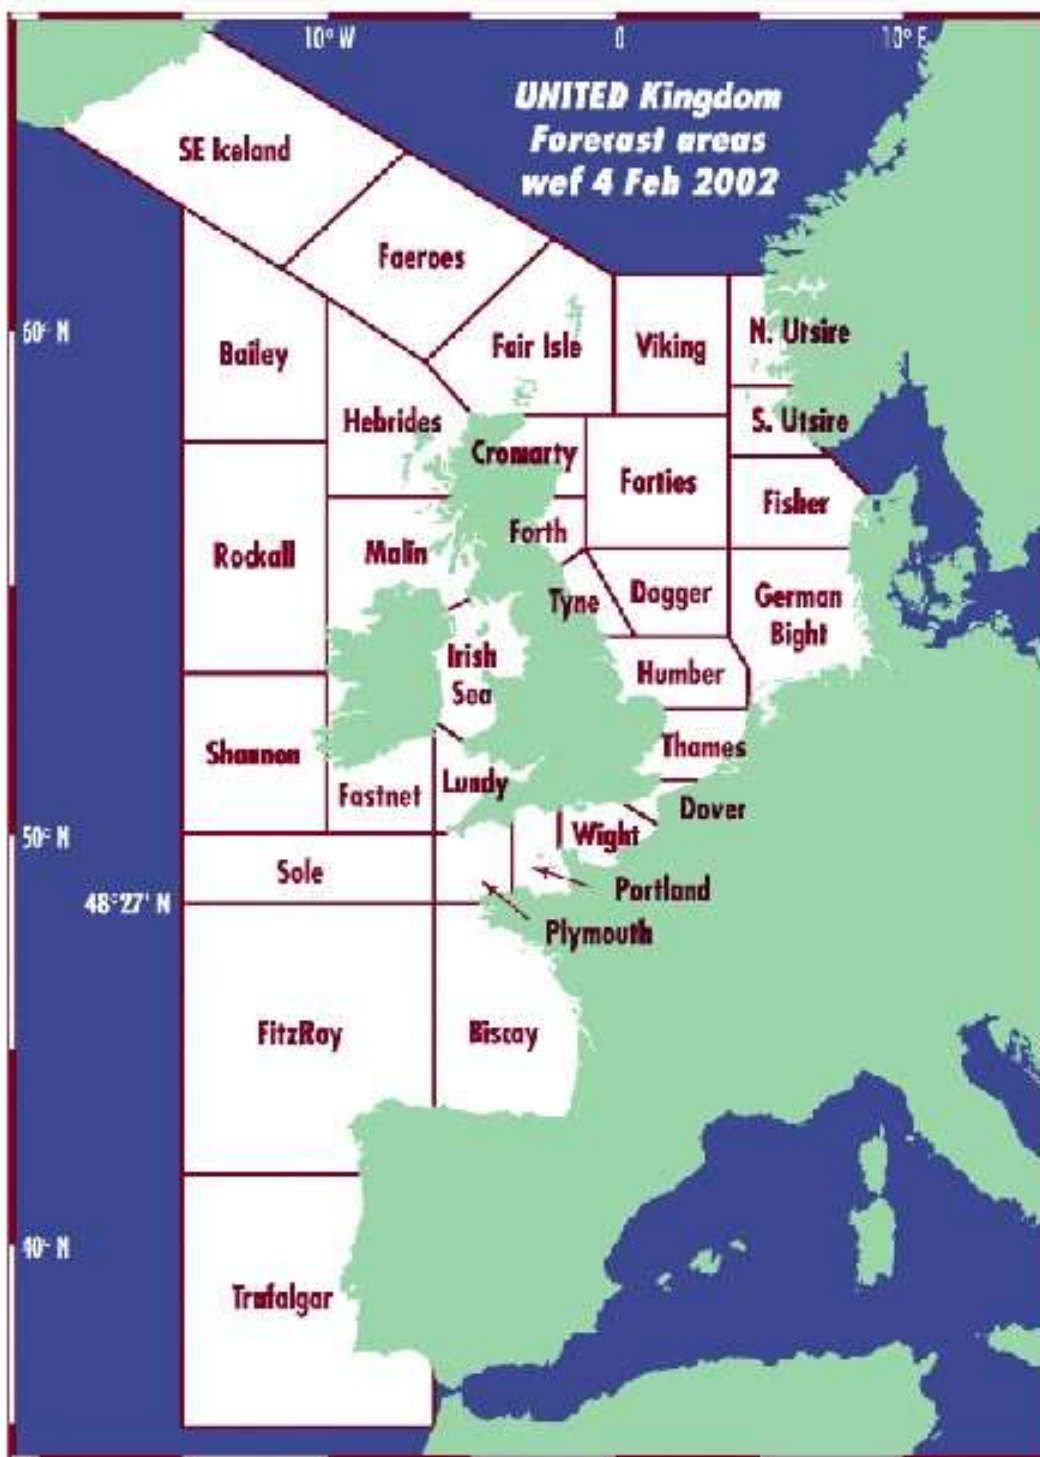 10° W
0
10° E
UNITED Kingdom
Forecast areas
wef 4 Feb 2002
SE Iceland
Faeroes
60° N
Bailey
Fair Isle
Viking
N. Utsire
Hebrides
S. Utsire
Cromarty
Forties
Fisher
Rockall
Malin
Forth
Tyne
Dogger
German
Bight
Irish
Sea
Humber
Shannon
Thames
Fastnet
Lundy
Dover
50° N
Wight
Sole
Portland
48°27' N
Plymouth
FitzRoy
Biscay
40° N
Trafalgar